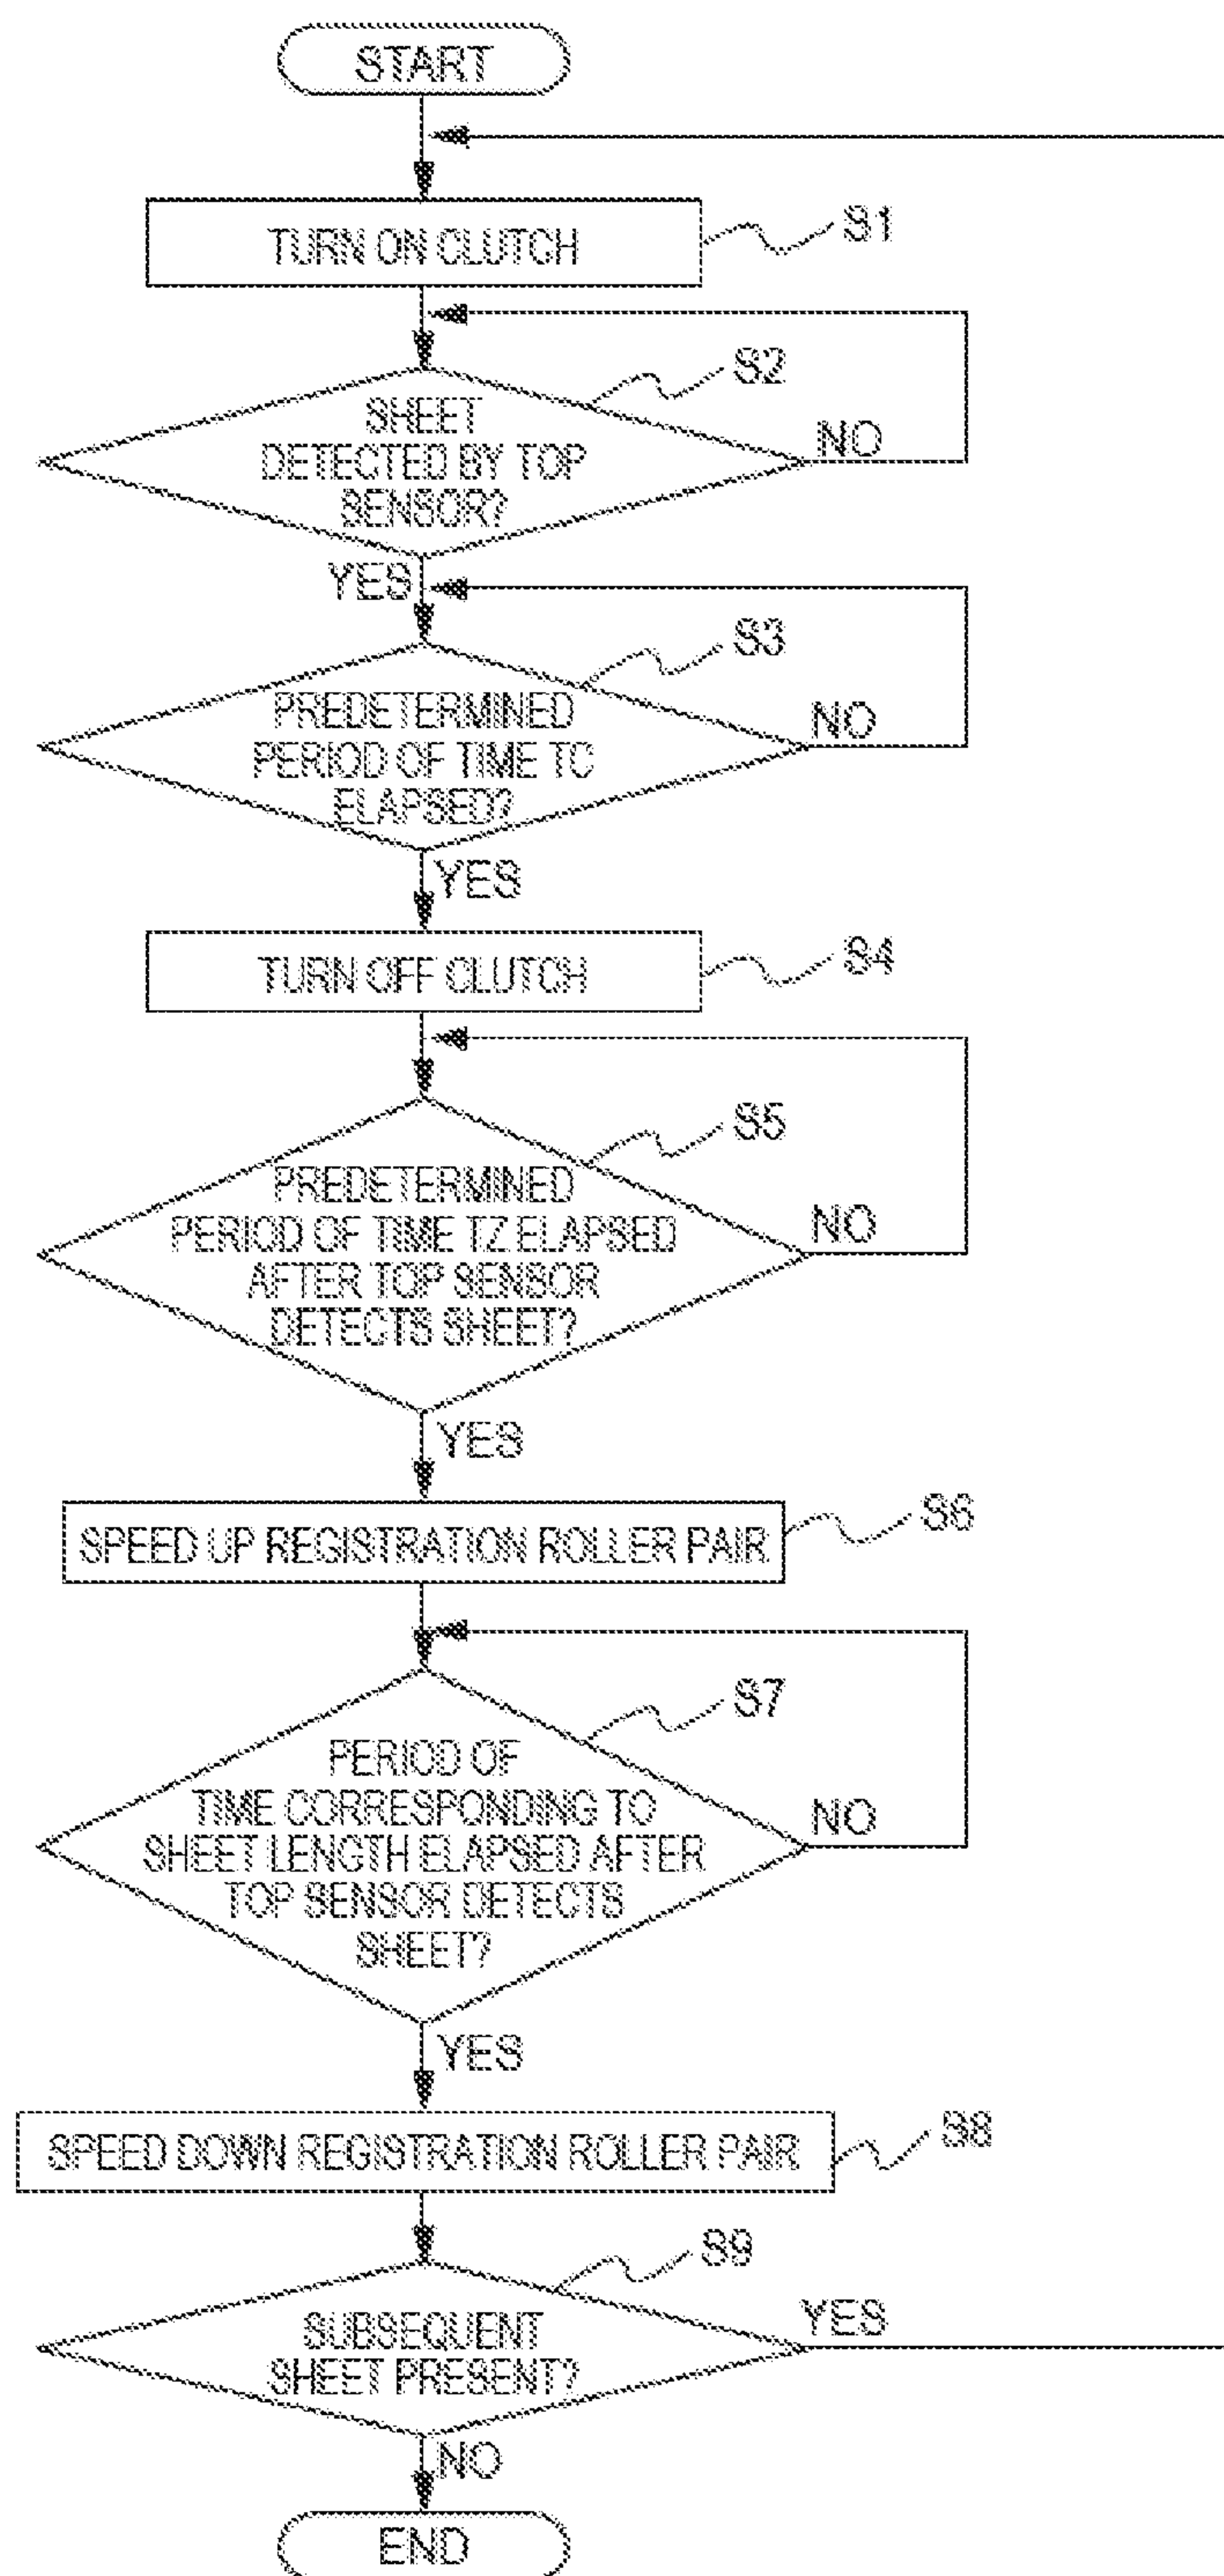 START
TURN ON CLUTCH
S1
S2
SHEET
DETECTED BY TOP
SENSOR?
NO
YES
S3
PREDETERMINED
PERIOD OF TIME TC
ELAPSED?
NO
YES
TURN OFF CLUTCH
S4
S5
PREDETERMINED
PERIOD OF TIME TZ ELAPSED
AFTER TOP SENSOR
DETECTS SHEET?
NO
YES
SPEED UP REGISTRATION ROLLER PAIR
S6
S7
PERIOD OF
TIME CORRESPONDING TO
SHEET LENGTH ELAPSED AFTER
TOP SENSOR DETECTS
SHEET?
NO
YES
SPEED DOWN REGISTRATION ROLLER PAIR
S8
S9
SUBSEQUENT
SHEET PRESENT?
YES
NO
END